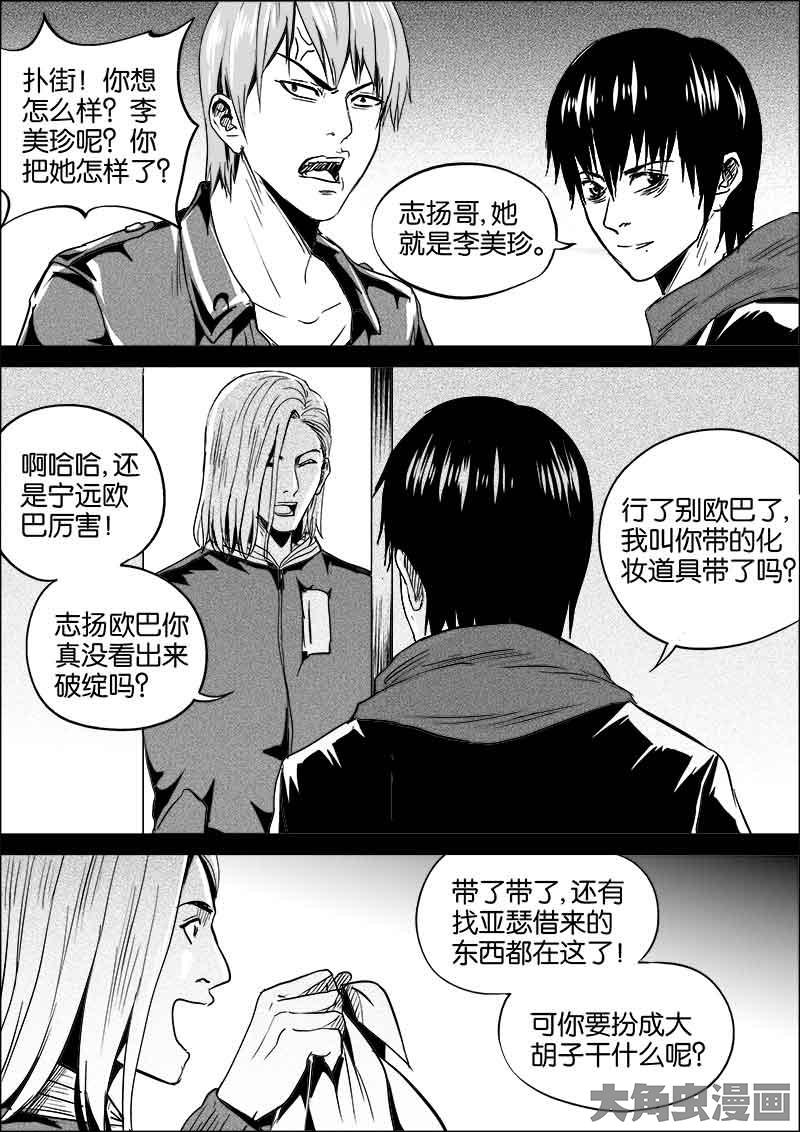 扑街！你想
怎么样？李
美珍呢？你
把她怎样了？
志扬哥，她
就是李美珍。
啊哈哈，还
是宁远欧
巴厉害！
志扬欧巴你
真没看出来
破绽吗？
行了别欧巴了，
我叫你带的化
妆道具带了吗？
带了带了，还有
找亚瑟借来的
东西都在这了！
可你要扮成大
胡子干什么呢？
大角虫漫画